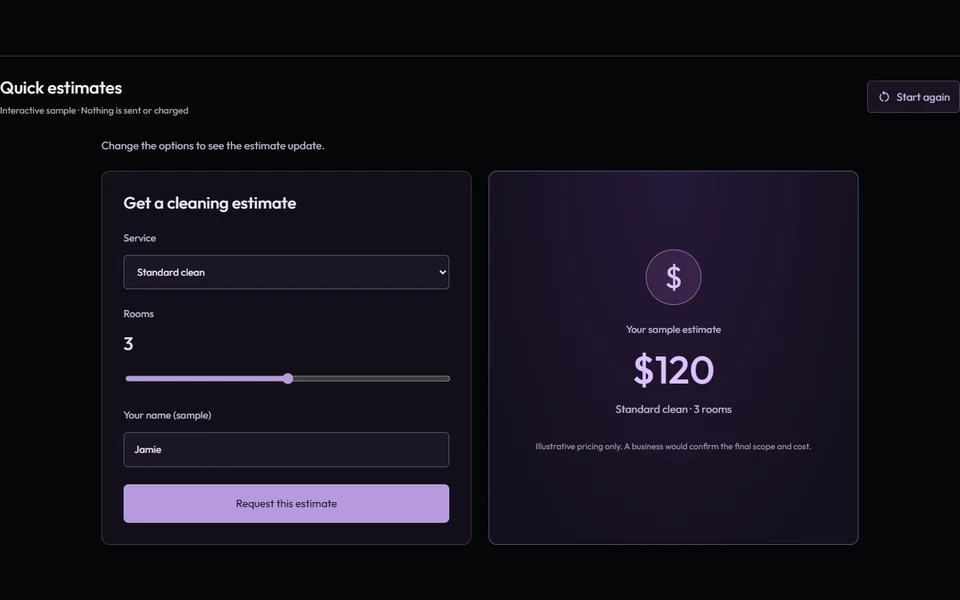 Quick estimates
Interactive sample · Nothing is sent or charged
Start again
Change the options to see the estimate update.
Get a cleaning estimate
Service
Standard clean
Rooms
3
Your name (sample)
Jamie
Request this estimate
$
Your sample estimate
$120
Standard clean · 3 rooms
Illustrative pricing only. A business would confirm the final scope and cost.